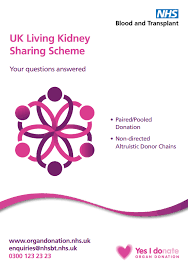 NHS
Blood and Transplant
UK Living Kidney
Sharing Scheme
Your questions answered
• Paired/Pooled
Donation
• Non-directed
Altruistic Donor Chains
www.organdonation.nhs.uk
enquiries@nhsbt.nhs.uk
0300 123 23 23
Yes I donate
ORGAN DONATION